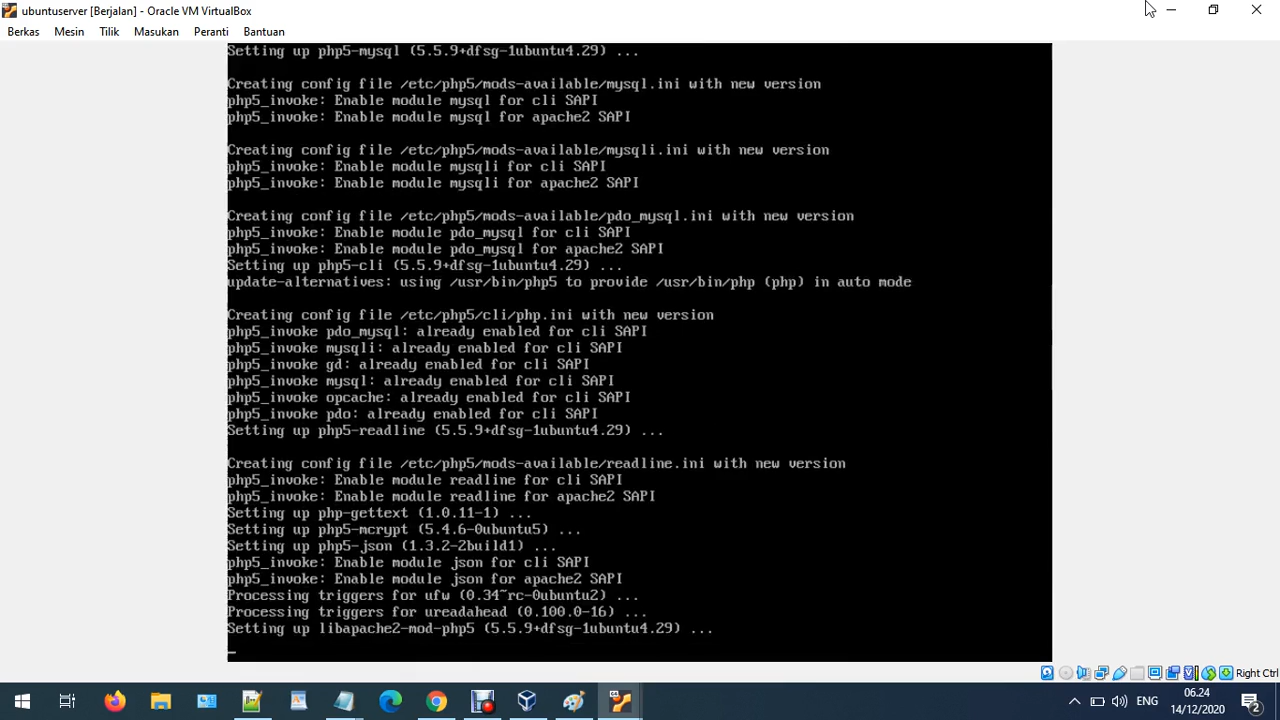 ubuntuserver [Berjalan] - Oracle VM VirtualBox
Berkas Mesin Tilik Masukan Peranti Bantuan
Setting up php5-mysql (5.5.9+dfsg-1ubuntu4.29) ...
Creating config file /etc/php5/mods-available/mysql.ini with new version
php5_invoke: Enable module mysql for cli SAPI
php5_invoke: Enable module mysql for apache2 SAPI
Creating config file /etc/php5/mods-available/mysqli.ini with new version
php5_invoke: Enable module mysqli for cli SAPI
php5_invoke: Enable module mysqli for apache2 SAPI
Creating config file /etc/php5/mods-available/pdo_mysql.ini with new version
php5_invoke: Enable module pdo_mysql for cli SAPI
php5_invoke: Enable module pdo_mysql for apache2 SAPI
Setting up php5-cli (5.5.9+dfsg-1ubuntu4.29) ...
update-alternatives: using /usr/bin/php5 to provide /usr/bin/php (php) in auto mode
Creating config file /etc/php5/cli/php.ini with new version
php5_invoke pdo_mysql: already enabled for cli SAPI
php5_invoke mysqli: already enabled for cli SAPI
php5_invoke gd: already enabled for cli SAPI
php5_invoke mysql: already enabled for cli SAPI
php5_invoke opcache: already enabled for cli SAPI
php5_invoke pdo: already enabled for cli SAPI
Setting up php5-readline (5.5.9+dfsg-1ubuntu4.29) ...
Creating config file /etc/php5/mods-available/readline.ini with new version
php5_invoke: Enable module readline for cli SAPI
php5_invoke: Enable module readline for apache2 SAPI
Setting up php-gettext (1.0.11-1) ...
Setting up php5-mcrypt (5.4.6-0ubuntu5) ...
Setting up php5-json (1.3.2-2build1) ...
php5_invoke: Enable module json for cli SAPI
php5_invoke: Enable module json for apache2 SAPI
Processing triggers for ufw (0.34~rc-0ubuntu2) ...
Processing triggers for ureadahead (0.100.0-16) ...
Setting up libapache2-mod-php5 (5.5.9+dfsg-1ubuntu4.29) ...
Right Ctrl
ENG
06.24
14/12/2020
2